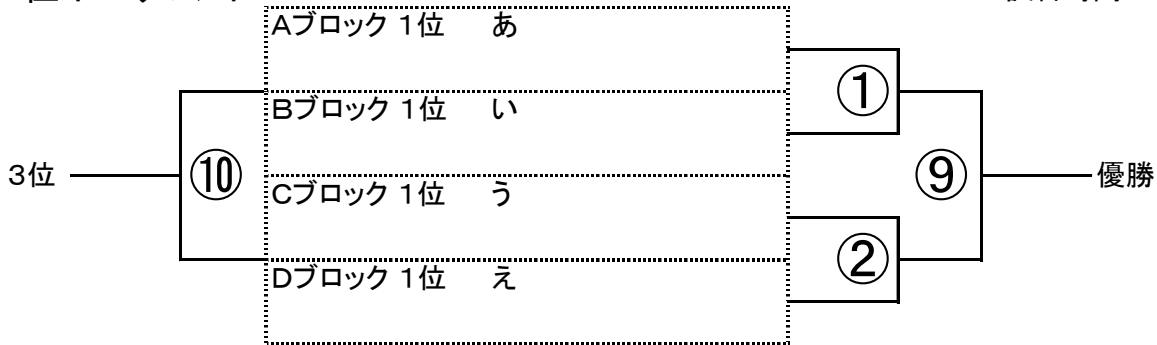 Aブロック 1位 あ
①
Bブロック 1位 い
3位
⑩
⑨
優勝
Cブロック 1位 う
②
Dブロック 1位 え